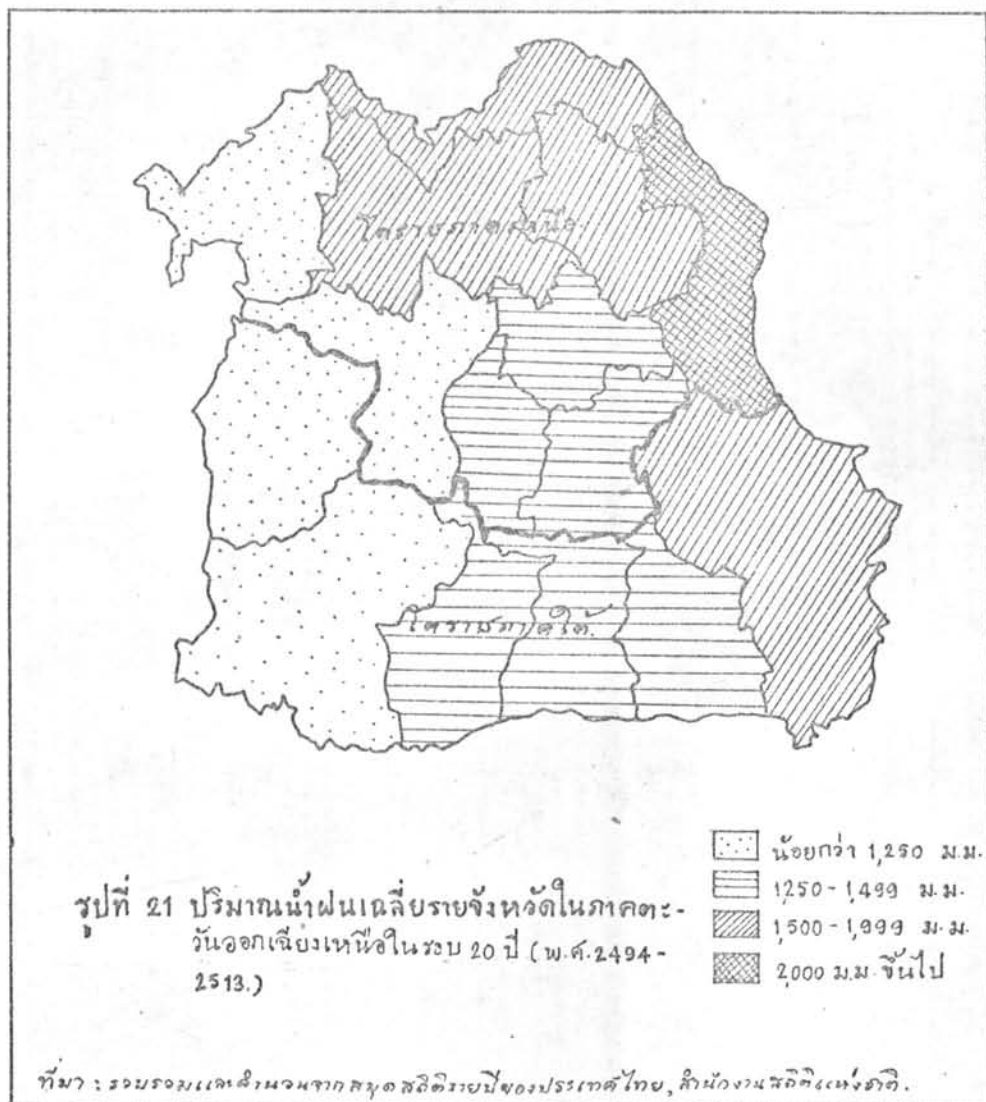 โคราชภาคเหนือ.
โคราชภาคใต้.
น้อยกว่า 1,250 ม.ม.
1,250 - 1,499 ม.ม.
1,500 - 1,999 ม.ม.
2,000 ม.ม. ขึ้นไป
รูปที่ 21 ปริมาณน้ำฝนเฉลี่ยรายจังหวัดในภาคตะ-
วันออกเฉียงเหนือในรอบ 20 ปี (พ.ศ.2494-
2513.)
ที่มา : รวบรวมและคำนวนจากสมุดสถิติรายปีของประเทศไทย, สำนักงานสถิติแห่งชาติ.